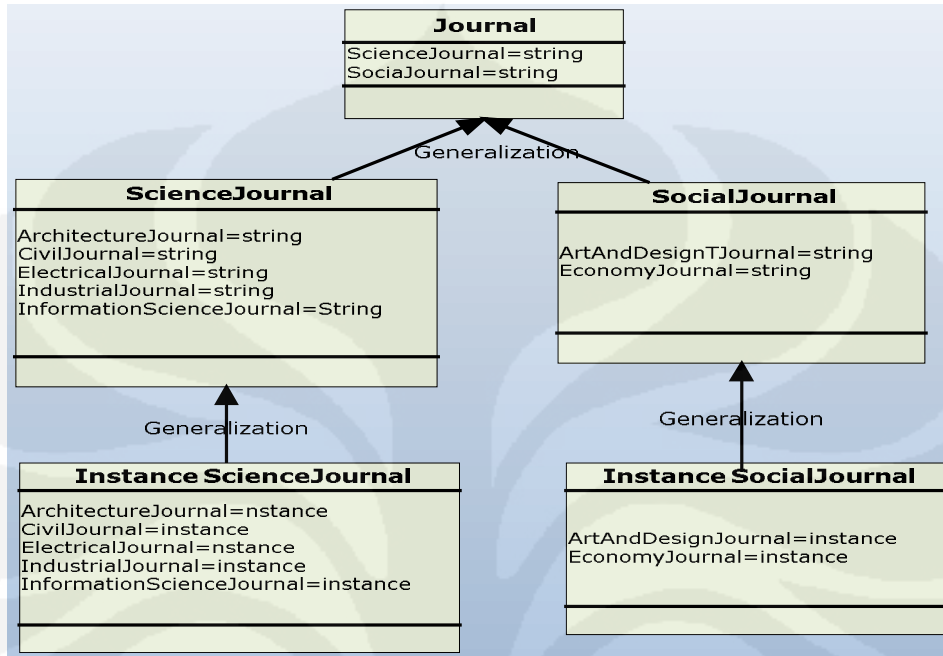 Journal
ScienceJournal=string
SociaJournal=string
Generalization
ScienceJournal
ArchitectureJournal=string
CivilJournal=string
ElectricalJournal=string
IndustrialJournal=string
InformationScienceJournal=String
SocialJournal
ArtAndDesignTJournal=string
EconomyJournal=string
Generalization
Generalization
Instance ScienceJournal
ArchitectureJournal=nstance
CivilJournal=instance
ElectricalJournal=nstance
IndustrialJournal=instance
InformationScienceJournal=instance
Instance SocialJournal
ArtAndDesignJournal=instance
EconomyJournal=instance